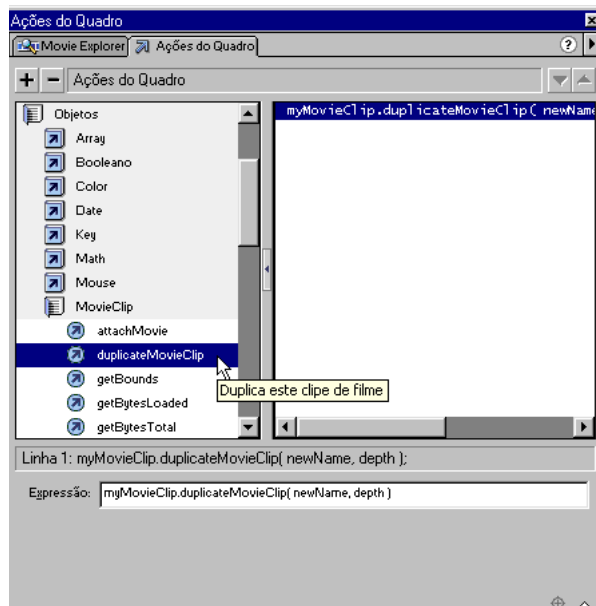 Ações do Quadro
Movie Explorer Ações do Quadro
Ações do Quadro
Objetos
Array
Booleano
Color
Date
Key
Math
Mouse
MovieClip
attachMovie
duplicateMovieClip
getBounds
getBytesLoaded
getBytesTotal
myMovieClip.duplicateMovieClip( newName
Duplica este clipe de filme
Linha 1: myMovieClip.duplicateMovieClip( newName, depth );
Expressão: myMovieClip.duplicateMovieClip( newName, depth )